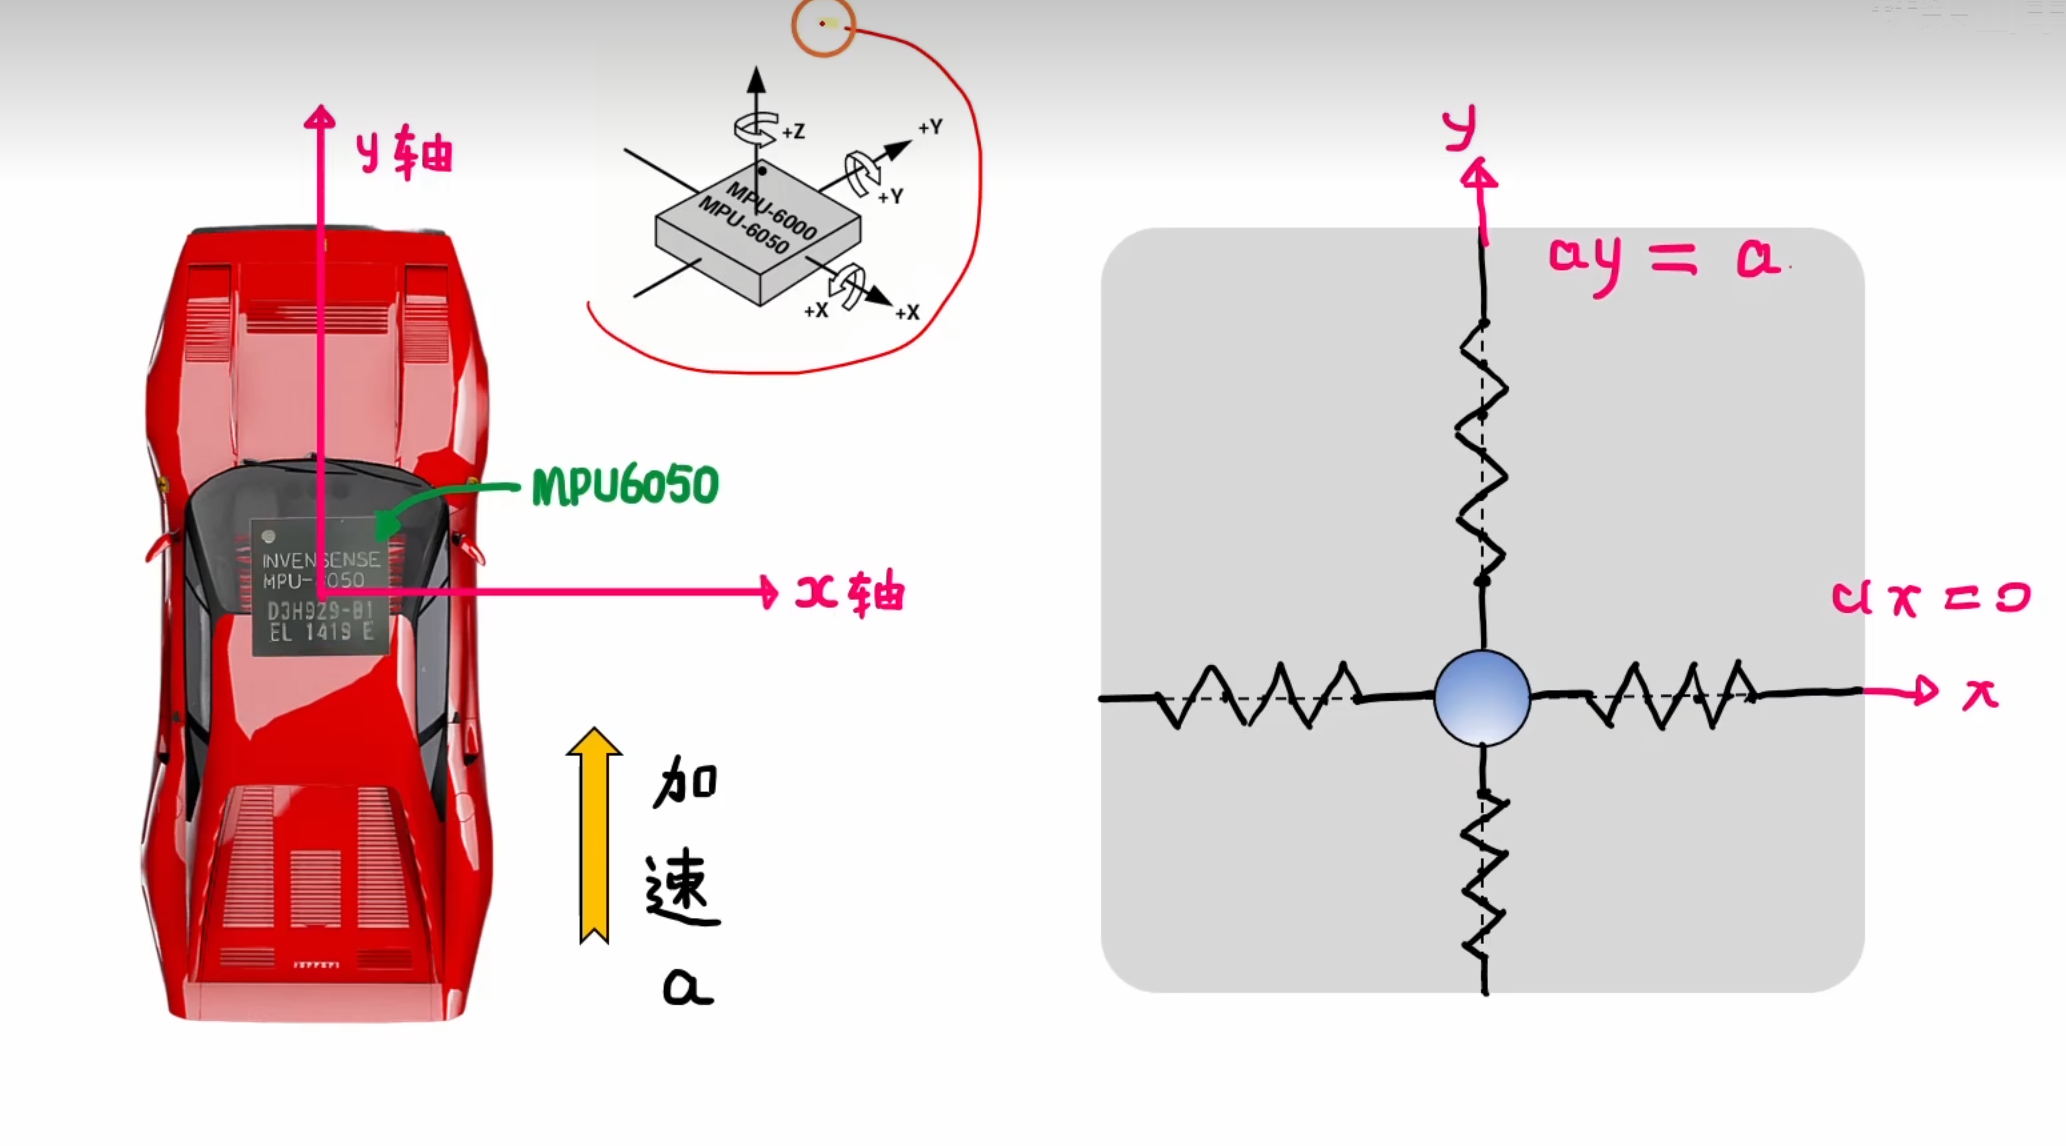 y轴
+Z
+Y
+Y
MPU-6000
MPU-6050
+X
+X
MPU6050
INVENSENSE
MPU-6050
D3H929-B1
EL 1419 E
x轴
加
速
a
y
ay = a
ax=0
x